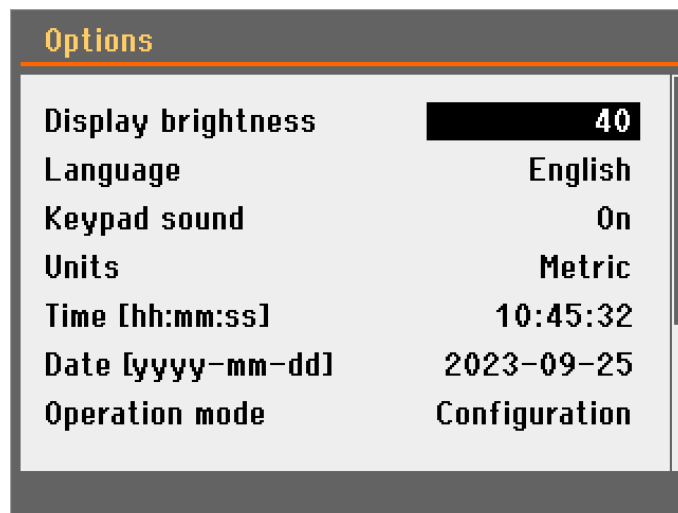 Options
Display brightness 40
Language English
Keypad sound On
Units Metric
Time [hh:mm:ss] 10:45:32
Date [yyyy-mm-dd] 2023-09-25
Operation mode Configuration